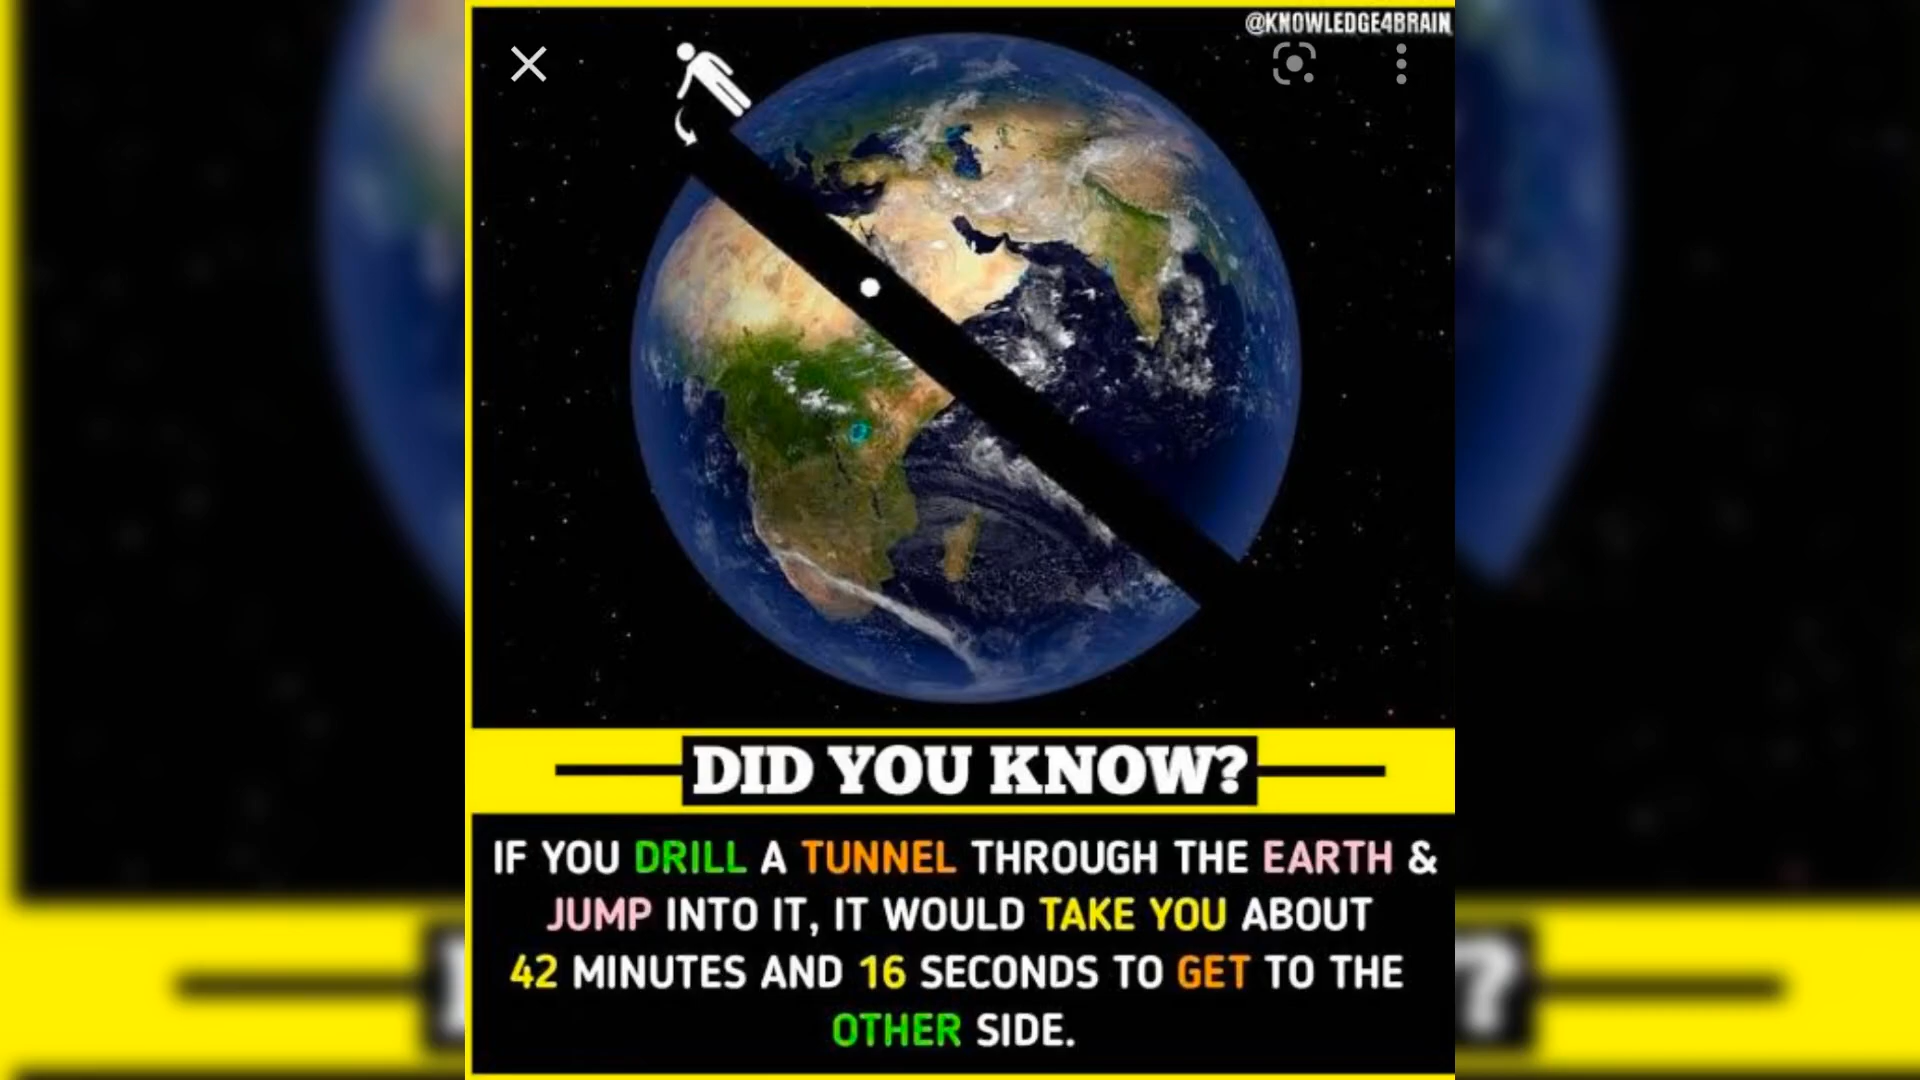 @KNOWLEDGE4BRAIN
DID YOU KNOW?
IF YOU DRILL A TUNNEL THROUGH THE EARTH &
JUMP INTO IT, IT WOULD TAKE YOU ABOUT
42 MINUTES AND 16 SECONDS TO GET TO THE
OTHER SIDE.